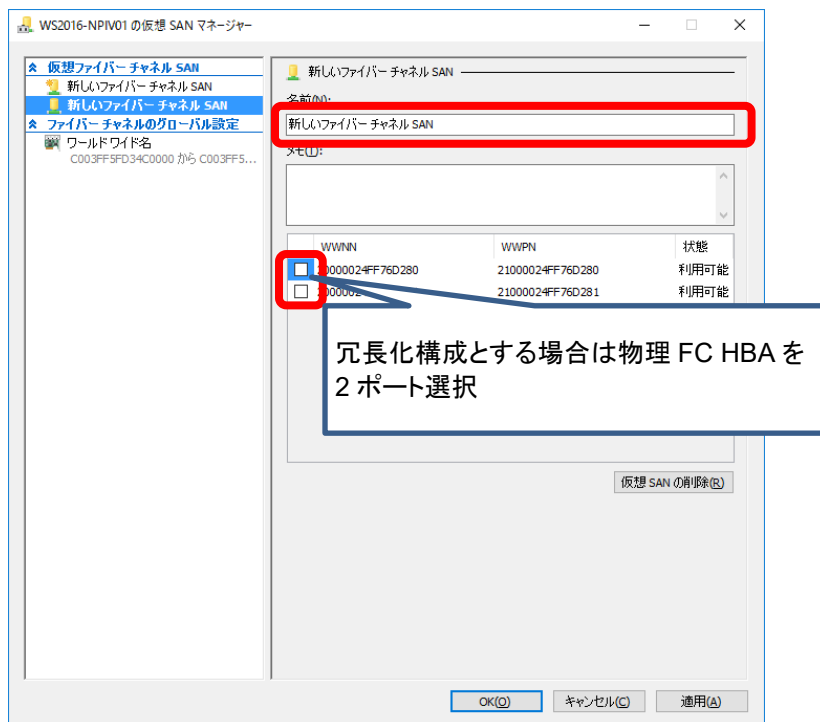 WS2016-NPIV01 の仮想 SAN マネージャー
仮想ファイバー チャネル SAN
新しいファイバー チャネル SAN
新しいファイバー チャネル SAN
ファイバー チャネルのグローバル設定
ワールド ワイド名
C003FF5FD34C0000 から C003FF5...
新しいファイバー チャネル SAN
名前(N):
新しいファイバー チャネル SAN
メモ(T):
WWNN WWPN 状態
20000024FF76D280 21000024FF76D280 利用可能
21000024FF76D281 利用可能
冗長化構成とする場合は物理 FC HBA を
2 ポート選択
仮想 SAN の削除(R)
OK(O) キャンセル(C) 適用(A)